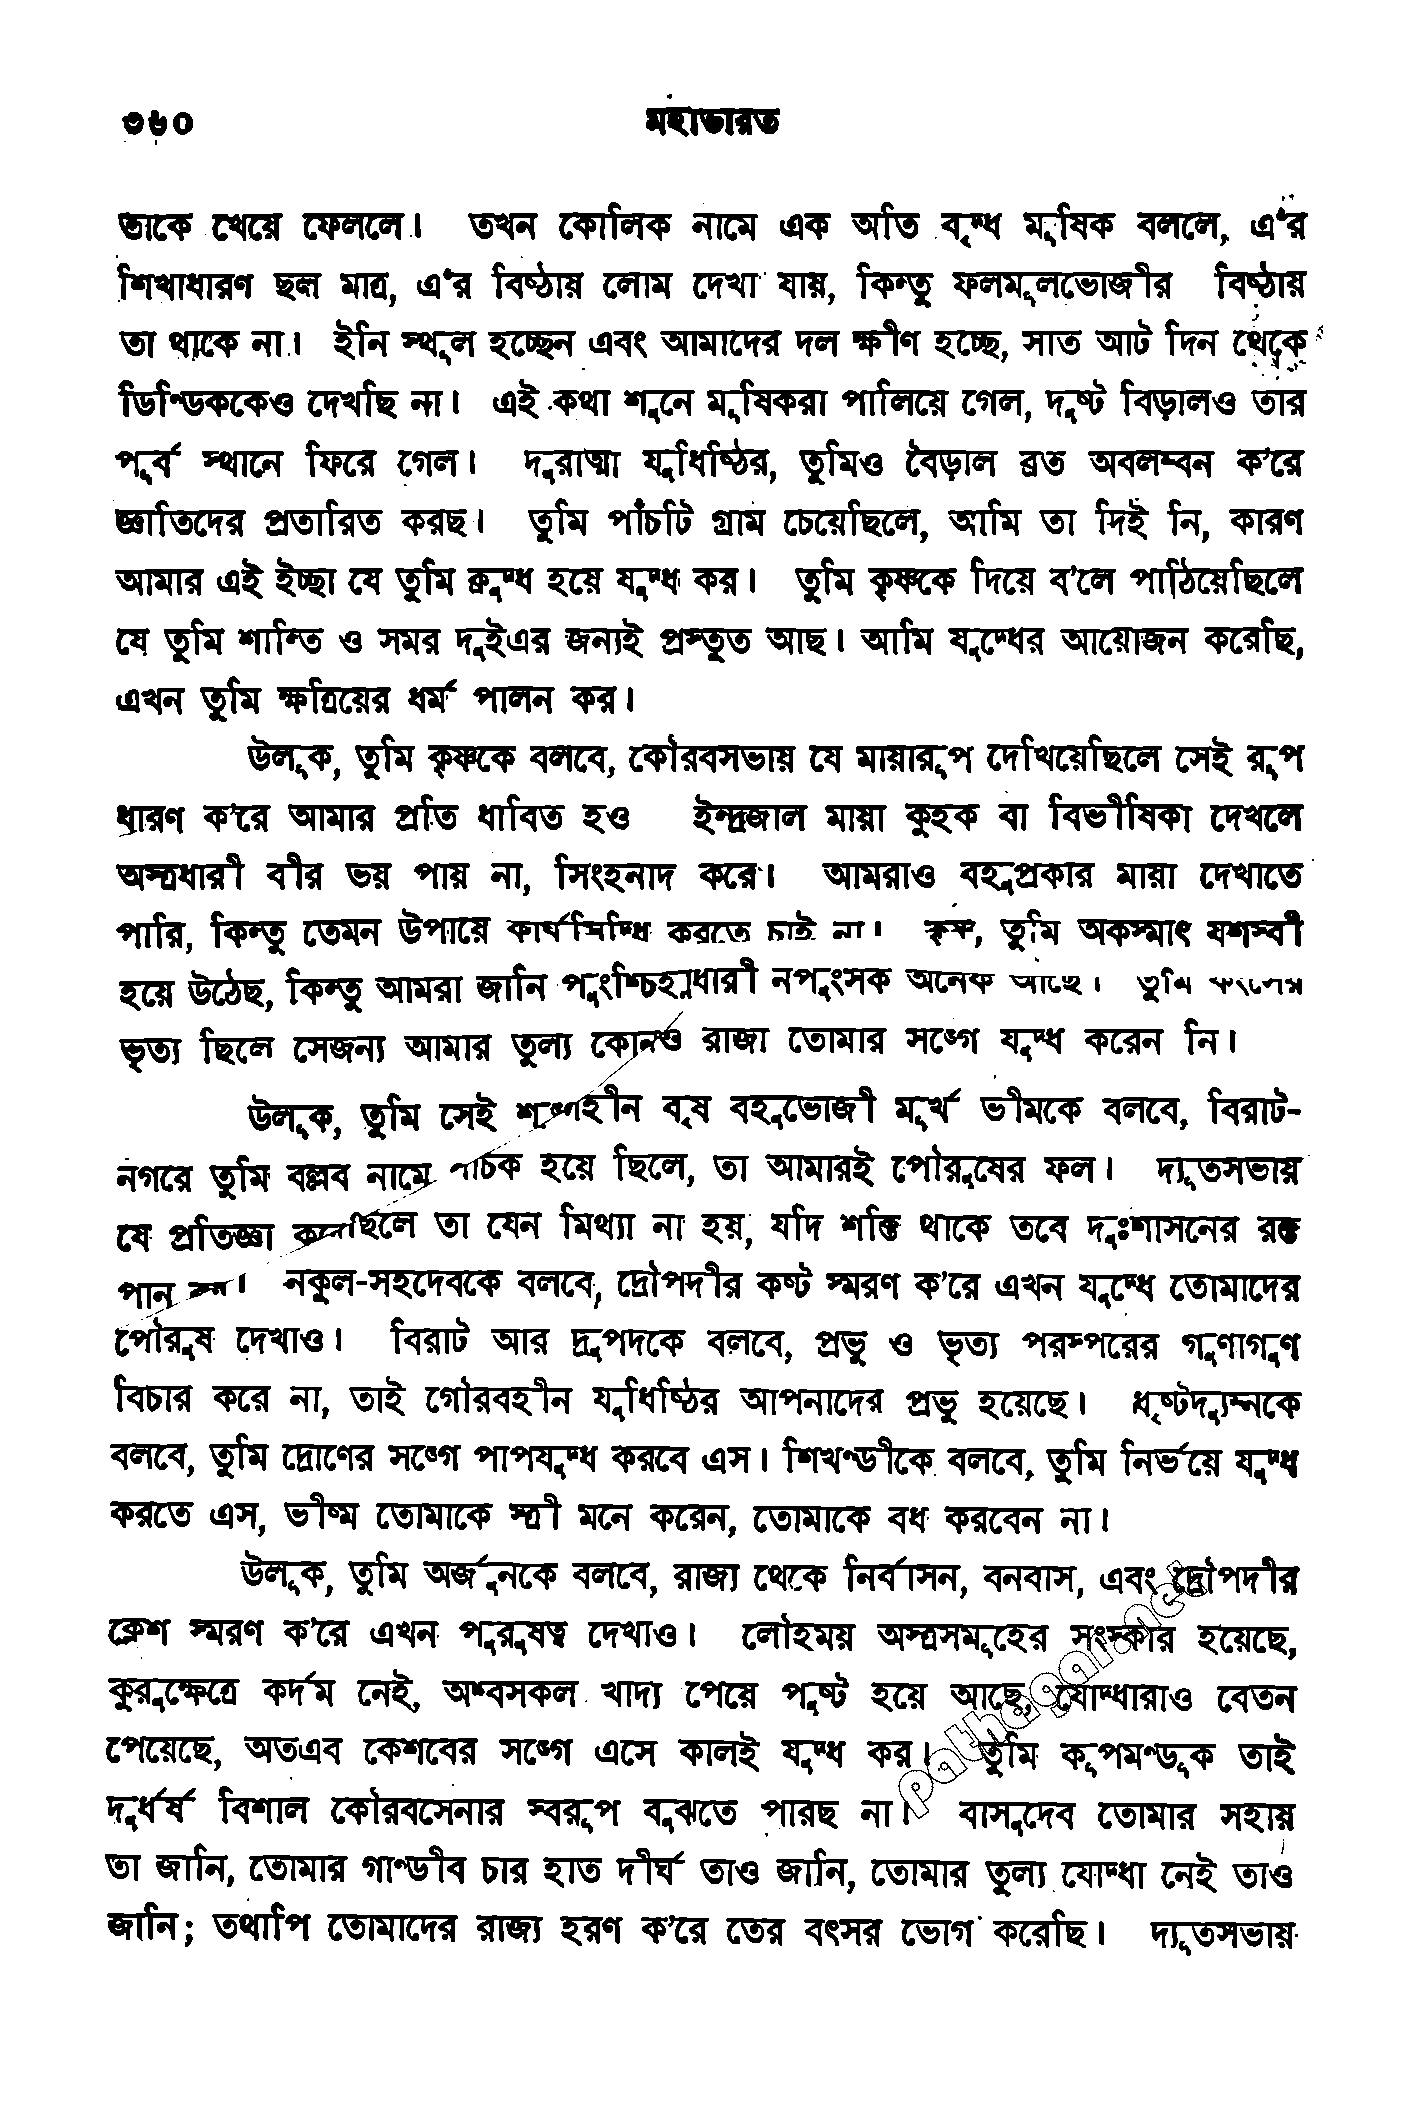 ৩৬০ মহাভারত
তাকে খেয়ে ফেললে। তখন কোলিক নামে এক অতি বৃদ্ধ মূষিক বললে, এ'র
শিখাধারণ ছল মাত্র, এ'র বিষ্ঠায় লোম দেখা যায়, কিন্তু ফলমূলভোজীর বিষ্ঠায়
তা থাকে না। ইনি স্থূল হচ্ছেন এবং আমাদের দল ক্ষীণ হচ্ছে, সাত আট দিন থেকে
ডিণ্ডিককেও দেখছি না। এই কথা শুনে মূষিকরা পালিয়ে গেল, দুষ্ট বিড়ালও তার
পূর্ব স্থানে ফিরে গেল। দুরাত্মা যুধিষ্ঠির, তুমিও বৈড়াল ব্রত অবলম্বন ক'রে
জ্ঞাতিদের প্রতারিত করছ। তুমি পাঁচটি গ্রাম চেয়েছিলে, আমি তা দিই নি, কারণ
আমার এই ইচ্ছা যে তুমি ক্রুদ্ধ হয়ে যুদ্ধ কর। তুমি কৃষ্ণকে দিয়ে ব'লে পাঠিয়েছিলে
যে তুমি শান্তি ও সমর দুইএর জন্যই প্রস্তুত আছ। আমি যুদ্ধের আয়োজন করেছি,
এখন তুমি ক্ষত্রিয়ের ধর্ম পালন কর।
উলূক, তুমি কৃষ্ণকে বলবে, কৌরবসভায় যে মায়ারূপ দেখিয়েছিলে সেই রূপ
ধারণ ক'রে আমার প্রতি ধাবিত হও ইন্দ্রজাল মায়া কুহক বা বিভীষিকা দেখলে
অস্ত্রধারী বীর ভয় পায় না, সিংহনাদ করে। আমরাও বহুপ্রকার মায়া দেখাতে
পারি, কিন্তু তেমন উপায়ে কার্যসিদ্ধি করতে চাই না। কৃষ্ণ, তুমি অকস্মাৎ যশস্বী
হয়ে উঠেছ, কিন্তু আমরা জানি পুংশ্চিহ্নধারী নপুংসক অনেক আছে। তুমি কংসের
ভৃত্য ছিলে সেজন্য আমার তুল্য কোনও রাজা তোমার সঙ্গে যুদ্ধ করেন নি।
উলূক, তুমি সেই শৃঙ্গহীন বৃষ বহুভোজী মূর্খ ভীমকে বলবে, বিরাট-
নগরে তুমি বল্লব নামে পাচক হয়ে ছিলে, তা আমারই পৌরুষের ফল। দ্যূতসভায়
যে প্রতিজ্ঞা করেছিলে তা যেন মিথ্যা না হয়, যদি শক্তি থাকে তবে দুঃশাসনের রক্ত
পান কর। নকুল-সহদেবকে বলবে, দ্রৌপদীর কষ্ট স্মরণ ক'রে এখন যুদ্ধে তোমাদের
পৌরুষ দেখাও। বিরাট আর দ্রুপদকে বলবে, প্রভু ও ভৃত্য পরস্পরের গুণাগুণ
বিচার করে না, তাই গৌরবহীন যুধিষ্ঠির আপনাদের প্রভু হয়েছে। ধৃষ্টদ্যুম্নকে
বলবে, তুমি দ্রোণের সঙ্গে পাপযুদ্ধ করবে এস। শিখণ্ডীকে বলবে, তুমি নির্ভয়ে যুদ্ধ
করতে এস, ভীষ্ম তোমাকে স্ত্রী মনে করেন, তোমাকে বধ করবেন না।
উলূক, তুমি অর্জুনকে বলবে, রাজ্য থেকে নির্বাসন, বনবাস, এবং দ্রৌপদীর
ক্লেশ স্মরণ ক'রে এখন পুরুষত্ব দেখাও। লৌহময় অস্ত্রসমূহের সংস্কার হয়েছে,
কুরুক্ষেত্রে কর্দম নেই, অশ্বসকল খাদ্য পেয়ে পুষ্ট হয়ে আছে, যোদ্ধারাও বেতন
পেয়েছে, অতএব কেশবের সঙ্গে এসে কালই যুদ্ধ কর। তুমি কূপমণ্ডূক তাই
দুর্ধর্ষ বিশাল কৌরবসেনার স্বরূপ বুঝতে পারছ না। বাসুদেব তোমার সহায়
তা জানি, তোমার গাণ্ডীব চার হাত দীর্ঘ তাও জানি, তোমার তুল্য যোদ্ধা নেই তাও
জানি; তথাপি তোমাদের রাজ্য হরণ ক'রে তের বৎসর ভোগ করেছি। দ্যূতসভায়